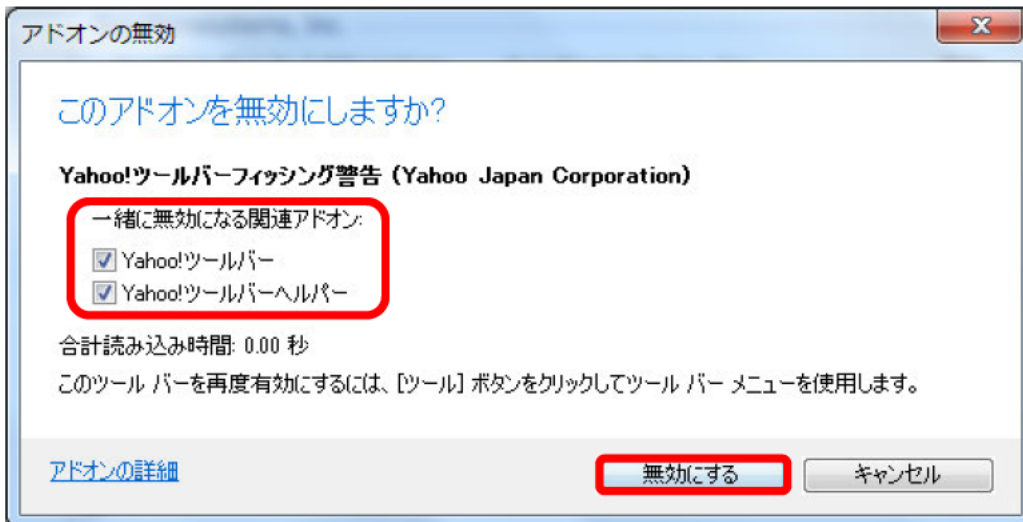 アドオンの無効
このアドオンを無効にしますか?
Yahoo!ツールバーフィッシング警告 (Yahoo Japan Corporation)
一緒に無効になる関連アドオン:
Yahoo!ツールバー
Yahoo!ツールバーヘルパー
合計読み込み時間: 0.00 秒
このツール バーを再度有効にするには、[ツール] ボタンをクリックしてツール バー メニューを使用します。
アドオンの詳細 無効にする キャンセル